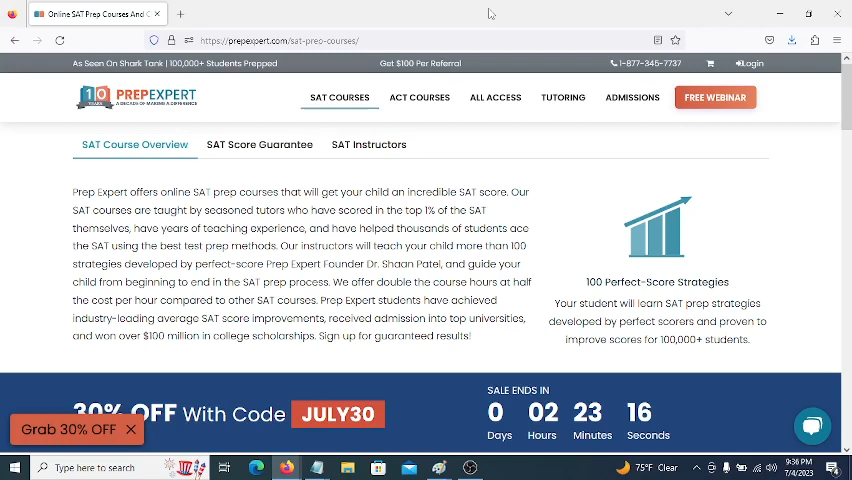 Online SAT Prep Courses And C
https://prepexpert.com/sat-prep-courses/
As Seen On Shark Tank | 100,000+ Students Prepped
Get $100 Per Referral
1-877-345-7737
Login
10 YEARS PREPEXPERT
A DECADE OF MAKING A DIFFERENCE
SAT COURSES
ACT COURSES
ALL ACCESS
TUTORING
ADMISSIONS
FREE WEBINAR
SAT Course Overview
SAT Score Guarantee
SAT Instructors
Prep Expert offers online SAT prep courses that will get your child an incredible SAT score. Our
SAT courses are taught by seasoned tutors who have scored in the top 1% of the SAT
themselves, have years of teaching experience, and have helped thousands of students ace
the SAT using the best test prep methods. Our instructors will teach your child more than 100
strategies developed by perfect-score Prep Expert Founder Dr. Shaan Patel, and guide your
child from beginning to end in the SAT prep process. We offer double the course hours at half
the cost per hour compared to other SAT courses. Prep Expert students have achieved
industry-leading average SAT score improvements, received admission into top universities,
and won over $100 million in college scholarships. Sign up for guaranteed results!
100 Perfect-Score Strategies
Your student will learn SAT prep strategies
developed by perfect scorers and proven to
improve scores for 100,000+ students.
30% OFF With Code JULY30
SALE ENDS IN
0 02 23 16
Days Hours Minutes Seconds
Grab 30% OFF
Type here to search
75°F Clear
9:36 PM
7/4/2023
4